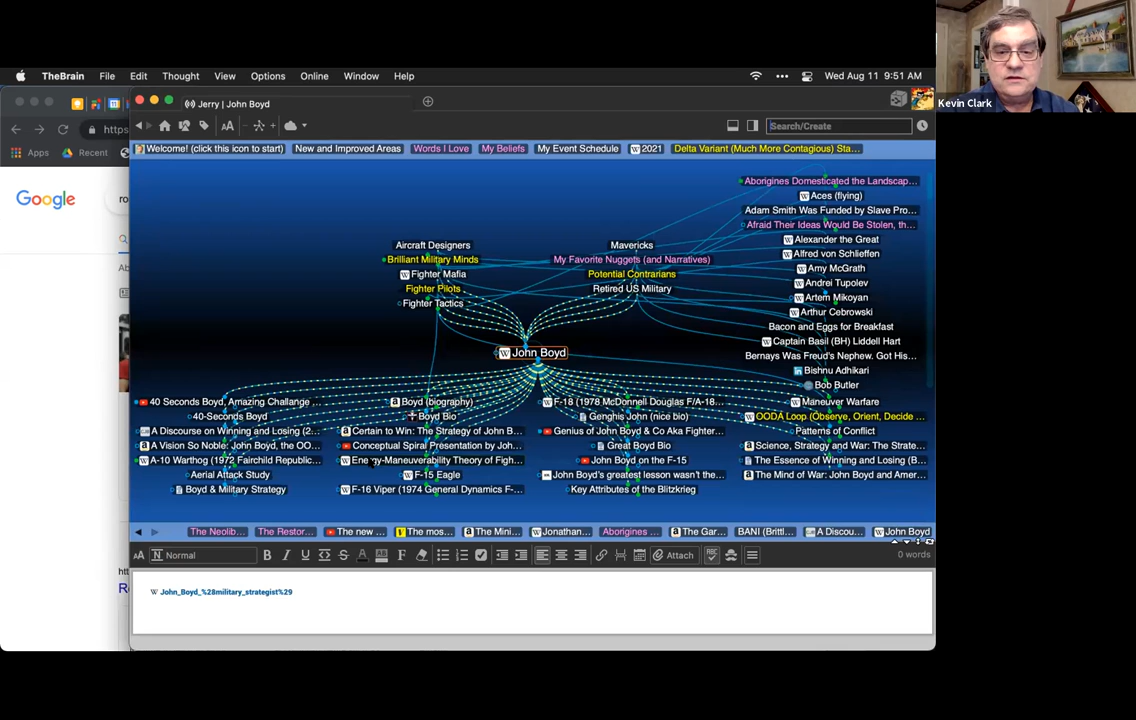 TheBrain File Edit Thought View Options Online Window Help Wed Aug 11 9:51 AM
Kevin Clark
Jerry | John Boyd
https
Search/Create
Apps Recent
Welcome! (click this icon to start) New and Improved Areas Words I Love My Beliefs My Event Schedule 2021 Delta Variant (Much More Contagious) Sta...
Google
ro
Aircraft Designers
Brilliant Military Minds
Fighter Mafia
Fighter Pilots
Fighter Tactics
Mavericks
My Favorite Nuggets (and Narratives)
Potential Contrarians
Retired US Military
Aborigines Domesticated the Landscap...
Aces (flying)
Adam Smith Was Funded by Slave Pro...
Afraid Their Ideas Would Be Stolen, th...
Alexander the Great
Alfred von Schlieffen
Amy McGrath
Andrei Tupolev
Artem Mikoyan
Arthur Cebrowski
Bacon and Eggs for Breakfast
Captain Basil (BH) Liddell Hart
Bernays Was Freud's Nephew. Got His...
Bishnu Adhikari
Bob Butler
John Boyd
40 Seconds Boyd, Amazing Challange ...
40-Seconds Boyd
A Discourse on Winning and Losing (2...
A Vision So Noble: John Boyd, the OO...
A-10 Warthog (1972 Fairchild Republic...
Aerial Attack Study
Boyd & Military Strategy
Boyd (biography)
Boyd Bio
Certain to Win: The Strategy of John B...
Conceptual Spiral Presentation by Joh...
Energy-Maneuverability Theory of Figh...
F-15 Eagle
F-16 Viper (1974 General Dynamics F-...
F-18 (1978 McDonnell Douglas F/A-18...
Genghis John (nice bio)
Genius of John Boyd & Co Aka Fighter...
Great Boyd Bio
John Boyd on the F-15
John Boyd's greatest lesson wasn't the...
Key Attributes of the Blitzkrieg
Maneuver Warfare
OODA Loop (Observe, Orient, Decide ...
Patterns of Conflict
Science, Strategy and War: The Strate...
The Essence of Winning and Losing (B...
The Mind of War: John Boyd and Amer...
The Neolib... The Restor... The new ... The mos... The Mini... Jonathan... Aborigines ... The Gar... BANI (Brittl... A Discou... John Boyd
Normal Attach 0 words
John_Boyd_%28military_strategist%29